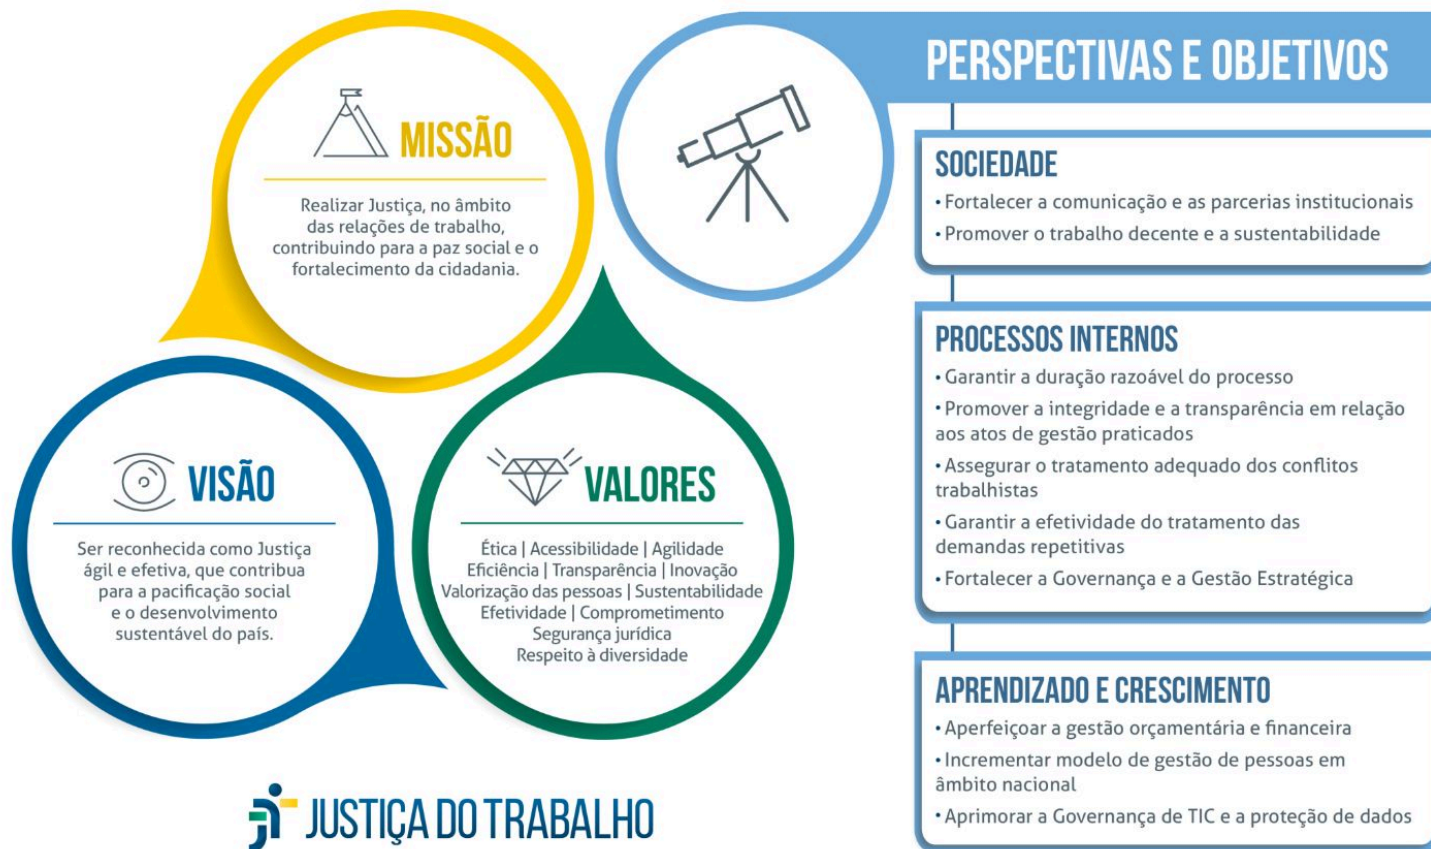 MISSÃO
Realizar Justiça, no âmbito
das relações de trabalho,
contribuindo para a paz social e o
fortalecimento da cidadania.
VISÃO
Ser reconhecida como Justiça
ágil e efetiva, que contribua
para a pacificação social
e o desenvolvimento
sustentável do país.
VALORES
Ética | Acessibilidade | Agilidade
Eficiência | Transparência | Inovação
Valorização das pessoas | Sustentabilidade
Efetividade | Comprometimento
Segurança jurídica
Respeito à diversidade
JUSTIÇA DO TRABALHO
PERSPECTIVAS E OBJETIVOS
SOCIEDADE
• Fortalecer a comunicação e as parcerias institucionais
• Promover o trabalho decente e a sustentabilidade
PROCESSOS INTERNOS
• Garantir a duração razoável do processo
• Promover a integridade e a transparência em relação
aos atos de gestão praticados
• Assegurar o tratamento adequado dos conflitos
trabalhistas
• Garantir a efetividade do tratamento das
demandas repetitivas
• Fortalecer a Governança e a Gestão Estratégica
APRENDIZADO E CRESCIMENTO
• Aperfeiçoar a gestão orçamentária e financeira
• Incrementar modelo de gestão de pessoas em
âmbito nacional
• Aprimorar a Governança de TIC e a proteção de dados